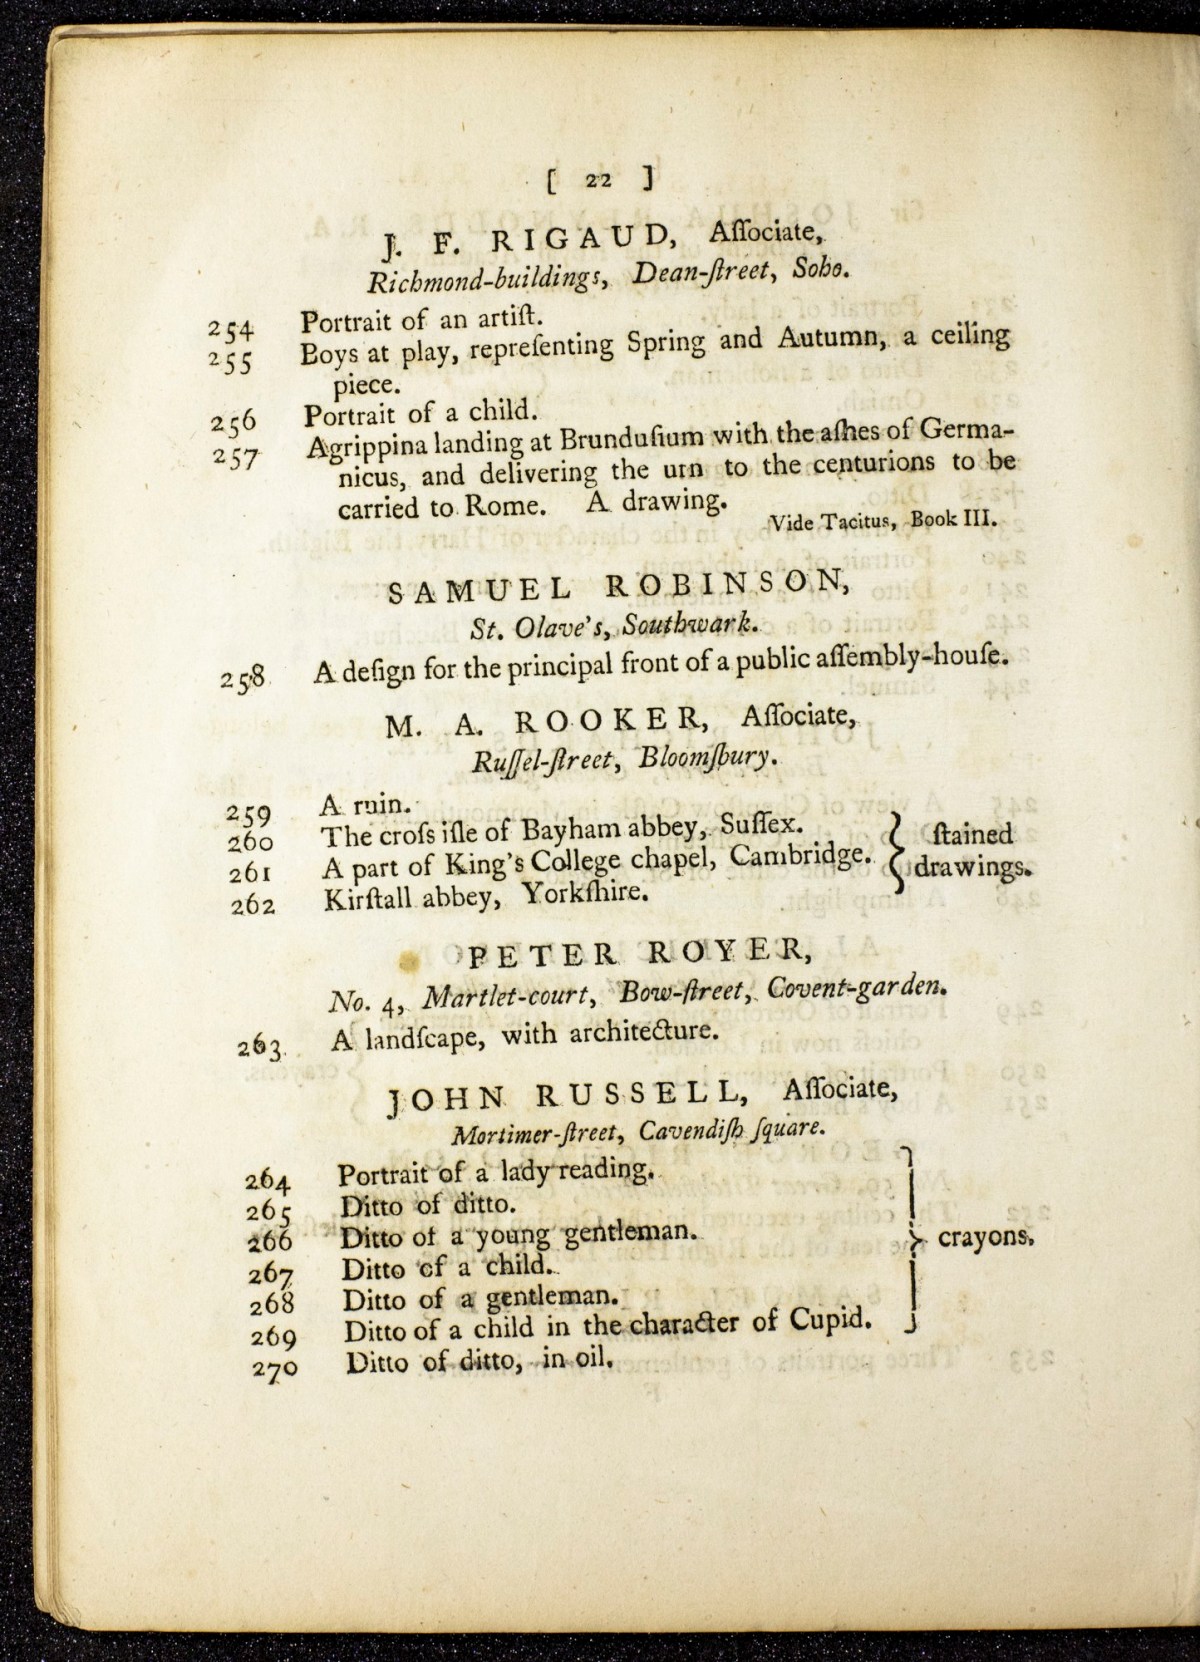 [ 22 ]
J. F. RIGAUD, Aſſociate,
Richmond-buildings, Dean-ſtreet, Soho.
254 Portrait of an artiſt.
255 Boys at play, repreſenting Spring and Autumn, a ceiling
piece.
256 Portrait of a child.
257 Agrippina landing at Brunduſium with the aſhes of Germa-
nicus, and delivering the urn to the centurions to be
carried to Rome. A drawing.
Vide Tacitus, Book III.
SAMUEL ROBINSON,
St. Olave's, Southwark.
258 A deſign for the principal front of a public aſſembly-houſe.
M. A. ROOKER, Aſſociate,
Ruſſel-ſtreet, Bloomſbury.
259 A ruin.
260 The croſs iſle of Bayham abbey, Suſſex.
261 A part of King's College chapel, Cambridge.
262 Kirſtall abbey, Yorkſhire.
ſtained
drawings.
PETER ROYER,
No. 4, Martlet-court, Bow-ſtreet, Covent-garden.
263 A landſcape, with architecture.
JOHN RUSSELL, Aſſociate,
Mortimer-ſtreet, Cavendiſh ſquare.
264 Portrait of a lady reading.
265 Ditto of ditto.
266 Ditto of a young gentleman.
267 Ditto of a child.
268 Ditto of a gentleman.
269 Ditto of a child in the character of Cupid.
crayons.
270 Ditto of ditto, in oil.